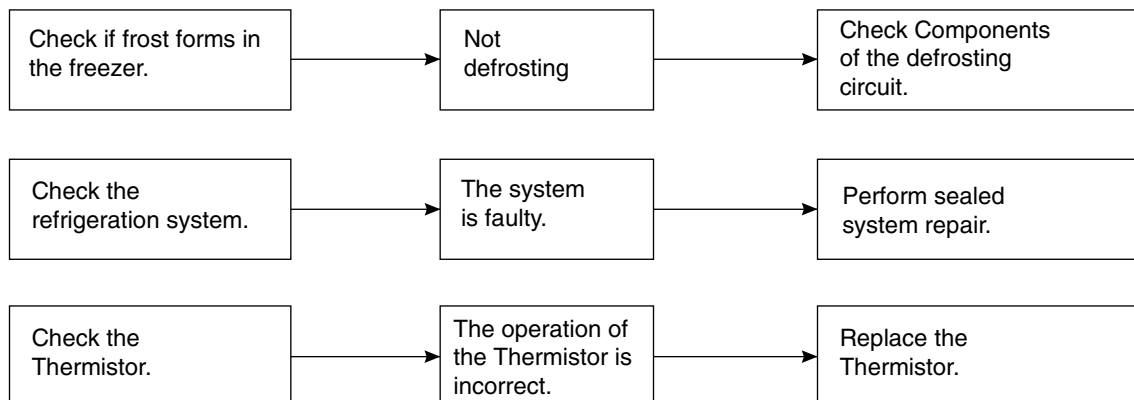 Check if frost forms in
the freezer.
Not
defrosting
Check Components
of the defrosting
circuit.
Check the
refrigeration system.
The system
is faulty.
Perform sealed
system repair.
Check the
Thermistor.
The operation of
the Thermistor is
incorrect.
Replace the
Thermistor.